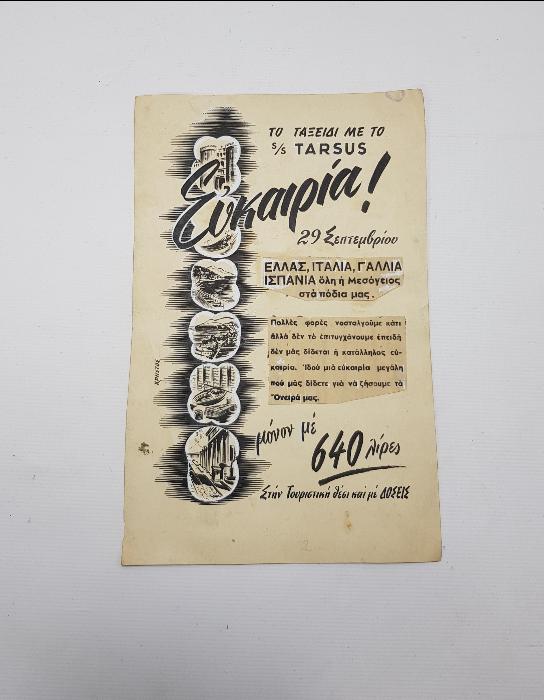 ΤΟ ΤΑΞΕΙΔΙ ΜΕ ΤΟ
S/S TARSUS
Εὐκαιρία!
29 Σεπτεμβρίου
ΕΛΛΑΣ, ΙΤΑΛΙΑ, ΓΑΛΛΙΑ
ΙΣΠΑΝΙΑ ὅλη ἡ Μεσόγειος
στὰ πόδια μας.
Πολλὲς φορὲς νοσταλγοῦμε κάτι
ἀλλὰ δὲν τὸ ἐπιτυγχάνουμε ἐπειδὴ
δὲν μᾶς δίδεται ἡ κατάλληλος εὐ-
καιρία. Ἰδοὺ μιὰ εὐκαιρία μεγάλη
ποὺ μᾶς δίδετε γιὰ νὰ ζήσουμε τὰ
Ὄνειρά μας.
μόνον μὲ
640 λίρες
Στὴν Τουριστικὴ θέσι καὶ μὲ ΔΟΣΕΙΣ
ΧΡΗΣΤΟΣ